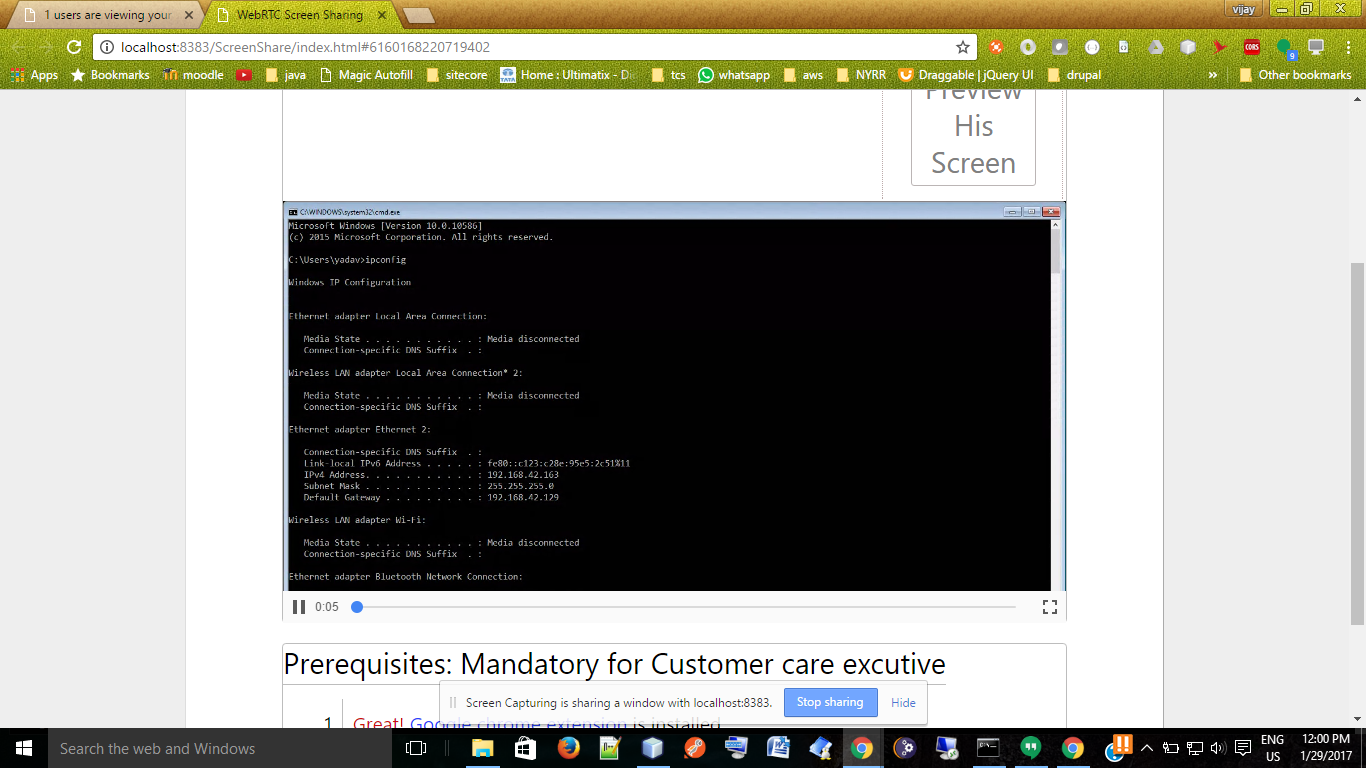 1 users are viewing your
WebRTC Screen Sharing
vijay
localhost:8383/ScreenShare/index.html#6160168220719402
CORS
9
Apps
Bookmarks
moodle
java
Magic Autofill
sitecore
Home : Ultimatix - Di
tcs
whatsapp
aws
NYRR
Draggable | jQuery UI
drupal
»
Other bookmarks
Preview
His
Screen
C:\WINDOWS\system32\cmd.exe
Microsoft Windows [Version 10.0.10586]
(c) 2015 Microsoft Corporation. All rights reserved.
C:\Users\yadav>ipconfig
Windows IP Configuration
Ethernet adapter Local Area Connection:
Media State . . . . . . . . . . . : Media disconnected
Connection-specific DNS Suffix  . :
Wireless LAN adapter Local Area Connection* 2:
Media State . . . . . . . . . . . : Media disconnected
Connection-specific DNS Suffix  . :
Ethernet adapter Ethernet 2:
Connection-specific DNS Suffix  . :
Link-local IPv6 Address . . . . . : fe80::c123:c28e:95e5:2c51%11
IPv4 Address. . . . . . . . . . . : 192.168.42.163
Subnet Mask . . . . . . . . . . . : 255.255.255.0
Default Gateway . . . . . . . . . : 192.168.42.129
Wireless LAN adapter Wi-Fi:
Media State . . . . . . . . . . . : Media disconnected
Connection-specific DNS Suffix  . :
Ethernet adapter Bluetooth Network Connection:
0:05
Prerequisites: Mandatory for Customer care excutive
Screen Capturing is sharing a window with localhost:8383.
Stop sharing
Hide
1
Great! Google chrome extension is installed
Search the web and Windows
ENG
US
12:00 PM
1/29/2017